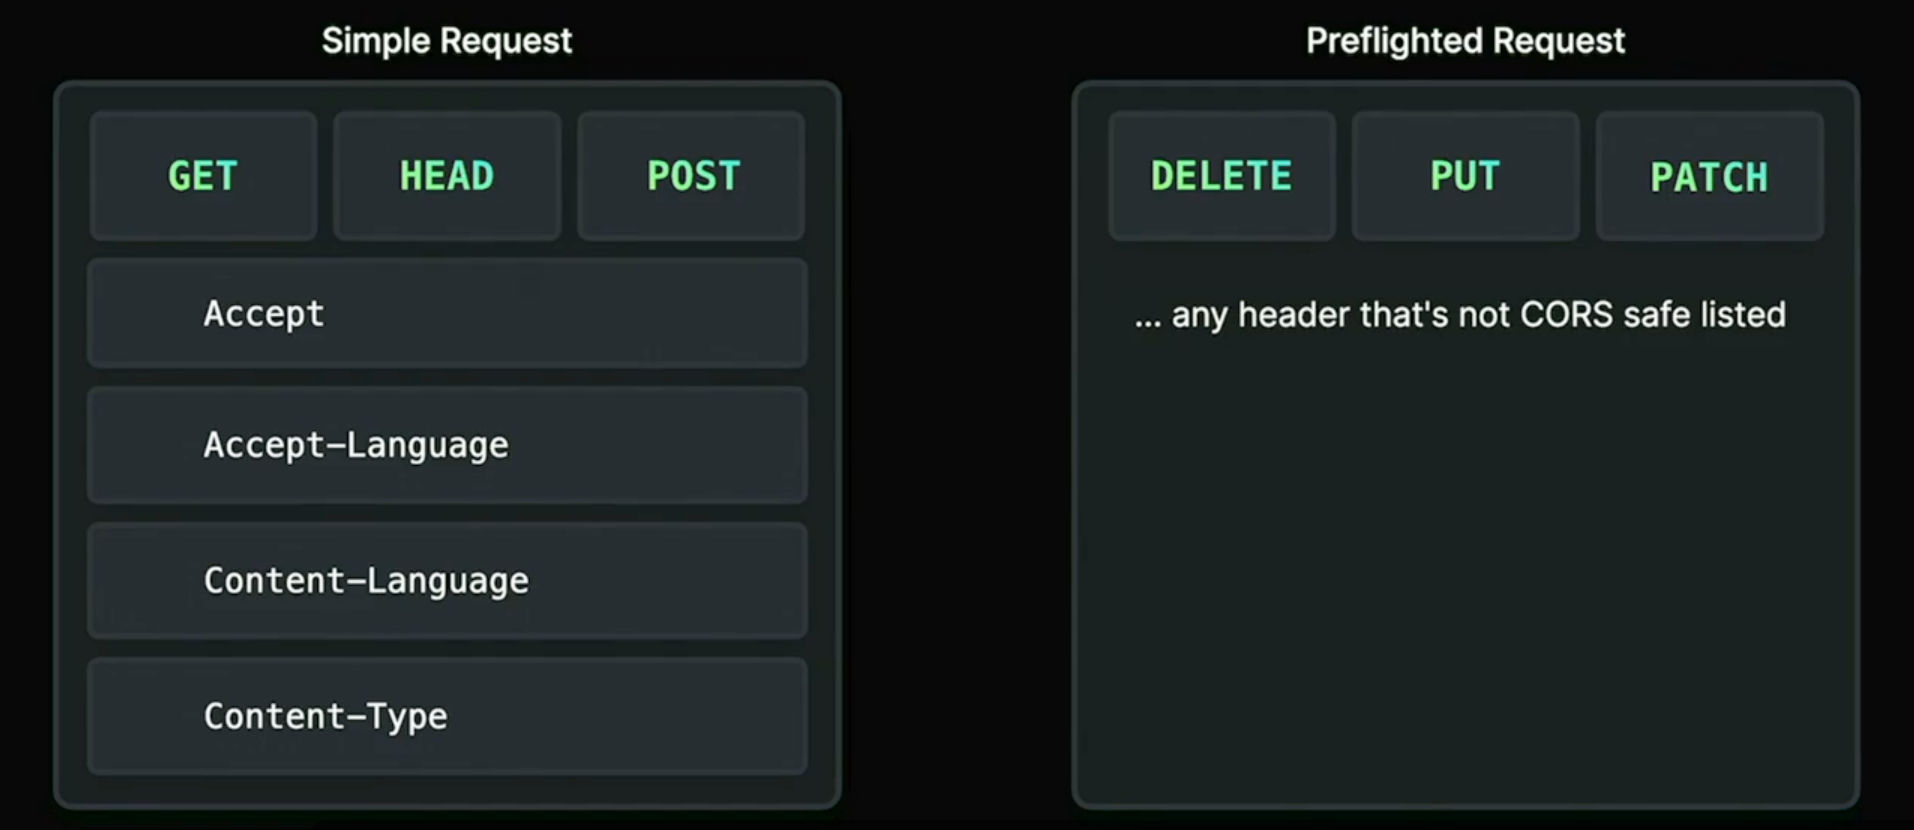 Simple Request
GET HEAD POST
Accept
Accept-Language
Content-Language
Content-Type
Preflighted Request
DELETE PUT PATCH
... any header that's not CORS safe listed